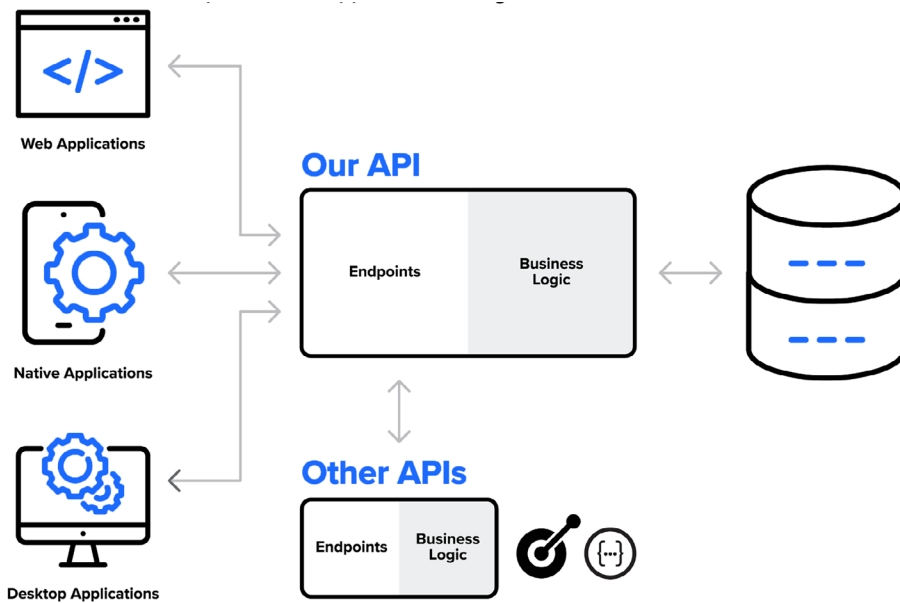 </>
Web Applications
Our API
Endpoints
Business
Logic
Native Applications
Other APIs
Endpoints
Business
Logic
{...}
Desktop Applications